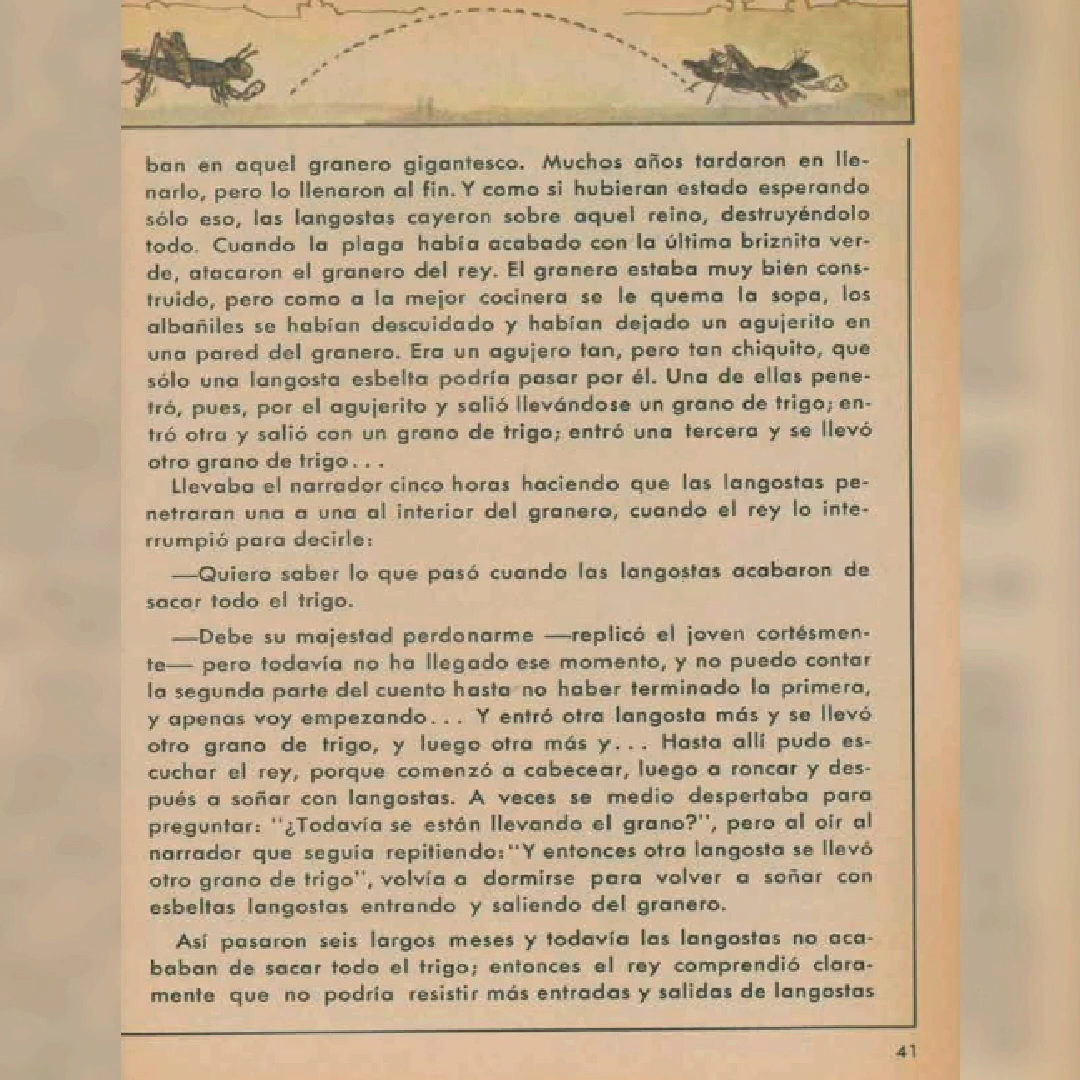 ban en aquel granero gigantesco. Muchos años tardaron en lle-
narlo, pero lo llenaron al fin. Y como si hubieran estado esperando
sólo eso, las langostas cayeron sobre aquel reino, destruyéndolo
todo. Cuando la plaga había acabado con la última briznita ver-
de, atacaron el granero del rey. El granero estaba muy bien cons-
truido, pero como a la mejor cocinera se le quema la sopa, los
albañiles se habían descuidado y habían dejado un agujerito en
una pared del granero. Era un agujero tan, pero tan chiquito, que
sólo una langosta esbelta podría pasar por él. Una de ellas pene-
tró, pues, por el agujerito y salió llevándose un grano de trigo; en-
tró otra y salió con un grano de trigo; entró una tercera y se llevó
otro grano de trigo...
Llevaba el narrador cinco horas haciendo que las langostas pe-
netraran una a una al interior del granero, cuando el rey lo inte-
rrumpió para decirle:
—Quiero saber lo que pasó cuando las langostas acabaron de
sacar todo el trigo.
—Debe su majestad perdonarme —replicó el joven cortésmen-
te— pero todavía no ha llegado ese momento, y no puedo contar
la segunda parte del cuento hasta no haber terminado la primera,
y apenas voy empezando... Y entró otra langosta más y se llevó
otro grano de trigo, y luego otra más y... Hasta allí pudo es-
cuchar el rey, porque comenzó a cabecear, luego a roncar y des-
pués a soñar con langostas. A veces se medio despertaba para
preguntar: "¿Todavía se están llevando el grano?", pero al oír al
narrador que seguía repitiendo: "Y entonces otra langosta se llevó
otro grano de trigo", volvía a dormirse para volver a soñar con
esbeltas langostas entrando y saliendo del granero.
Así pasaron seis largos meses y todavía las langostas no aca-
baban de sacar todo el trigo; entonces el rey comprendió clara-
mente que no podría resistir más entradas y salidas de langostas
41